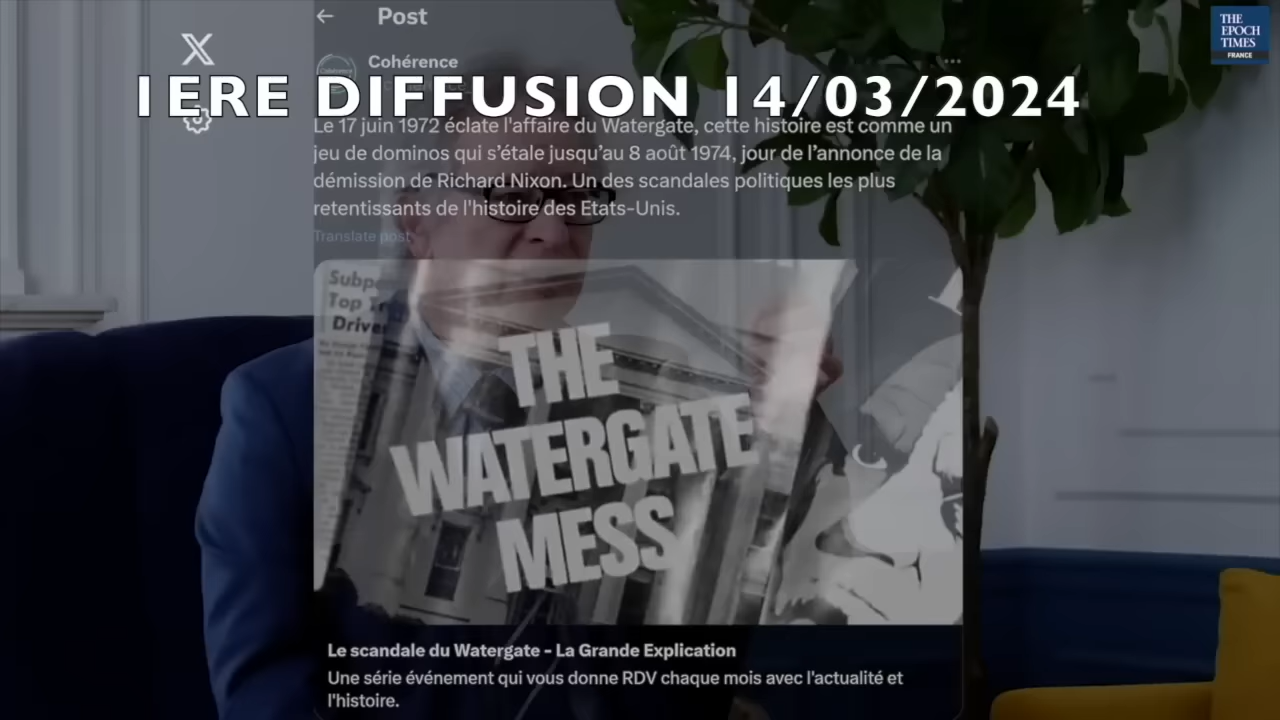 Post
THE
EPOCH
TIMES
FRANCE
Cohérence
1ERE DIFFUSION 14/03/2024
Le 17 juin 1972 éclate l'affaire du Watergate, cette histoire est comme un
jeu de dominos qui s'étale jusqu'au 8 août 1974, jour de l'annonce de la
démission de Richard Nixon. Un des scandales politiques les plus
retentissants de l'histoire des Etats-Unis.
Translate post
Top
Drive
THE
WATERGATE
MESS
Le scandale du Watergate - La Grande Explication
Une série événement qui vous donne RDV chaque mois avec l'actualité et
l'histoire.